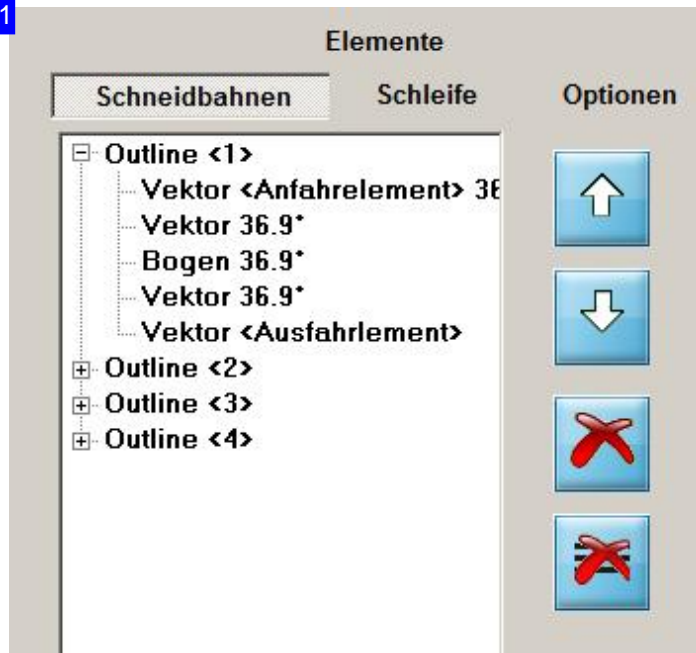 1
Elemente
Schneidbahnen Schleife Optionen
Outline <1>
Vektor <Anfahrelement> 36
Vektor 36.9°
Bogen 36.9°
Vektor 36.9°
Vektor <Ausfahrlement>
Outline <2>
Outline <3>
Outline <4>